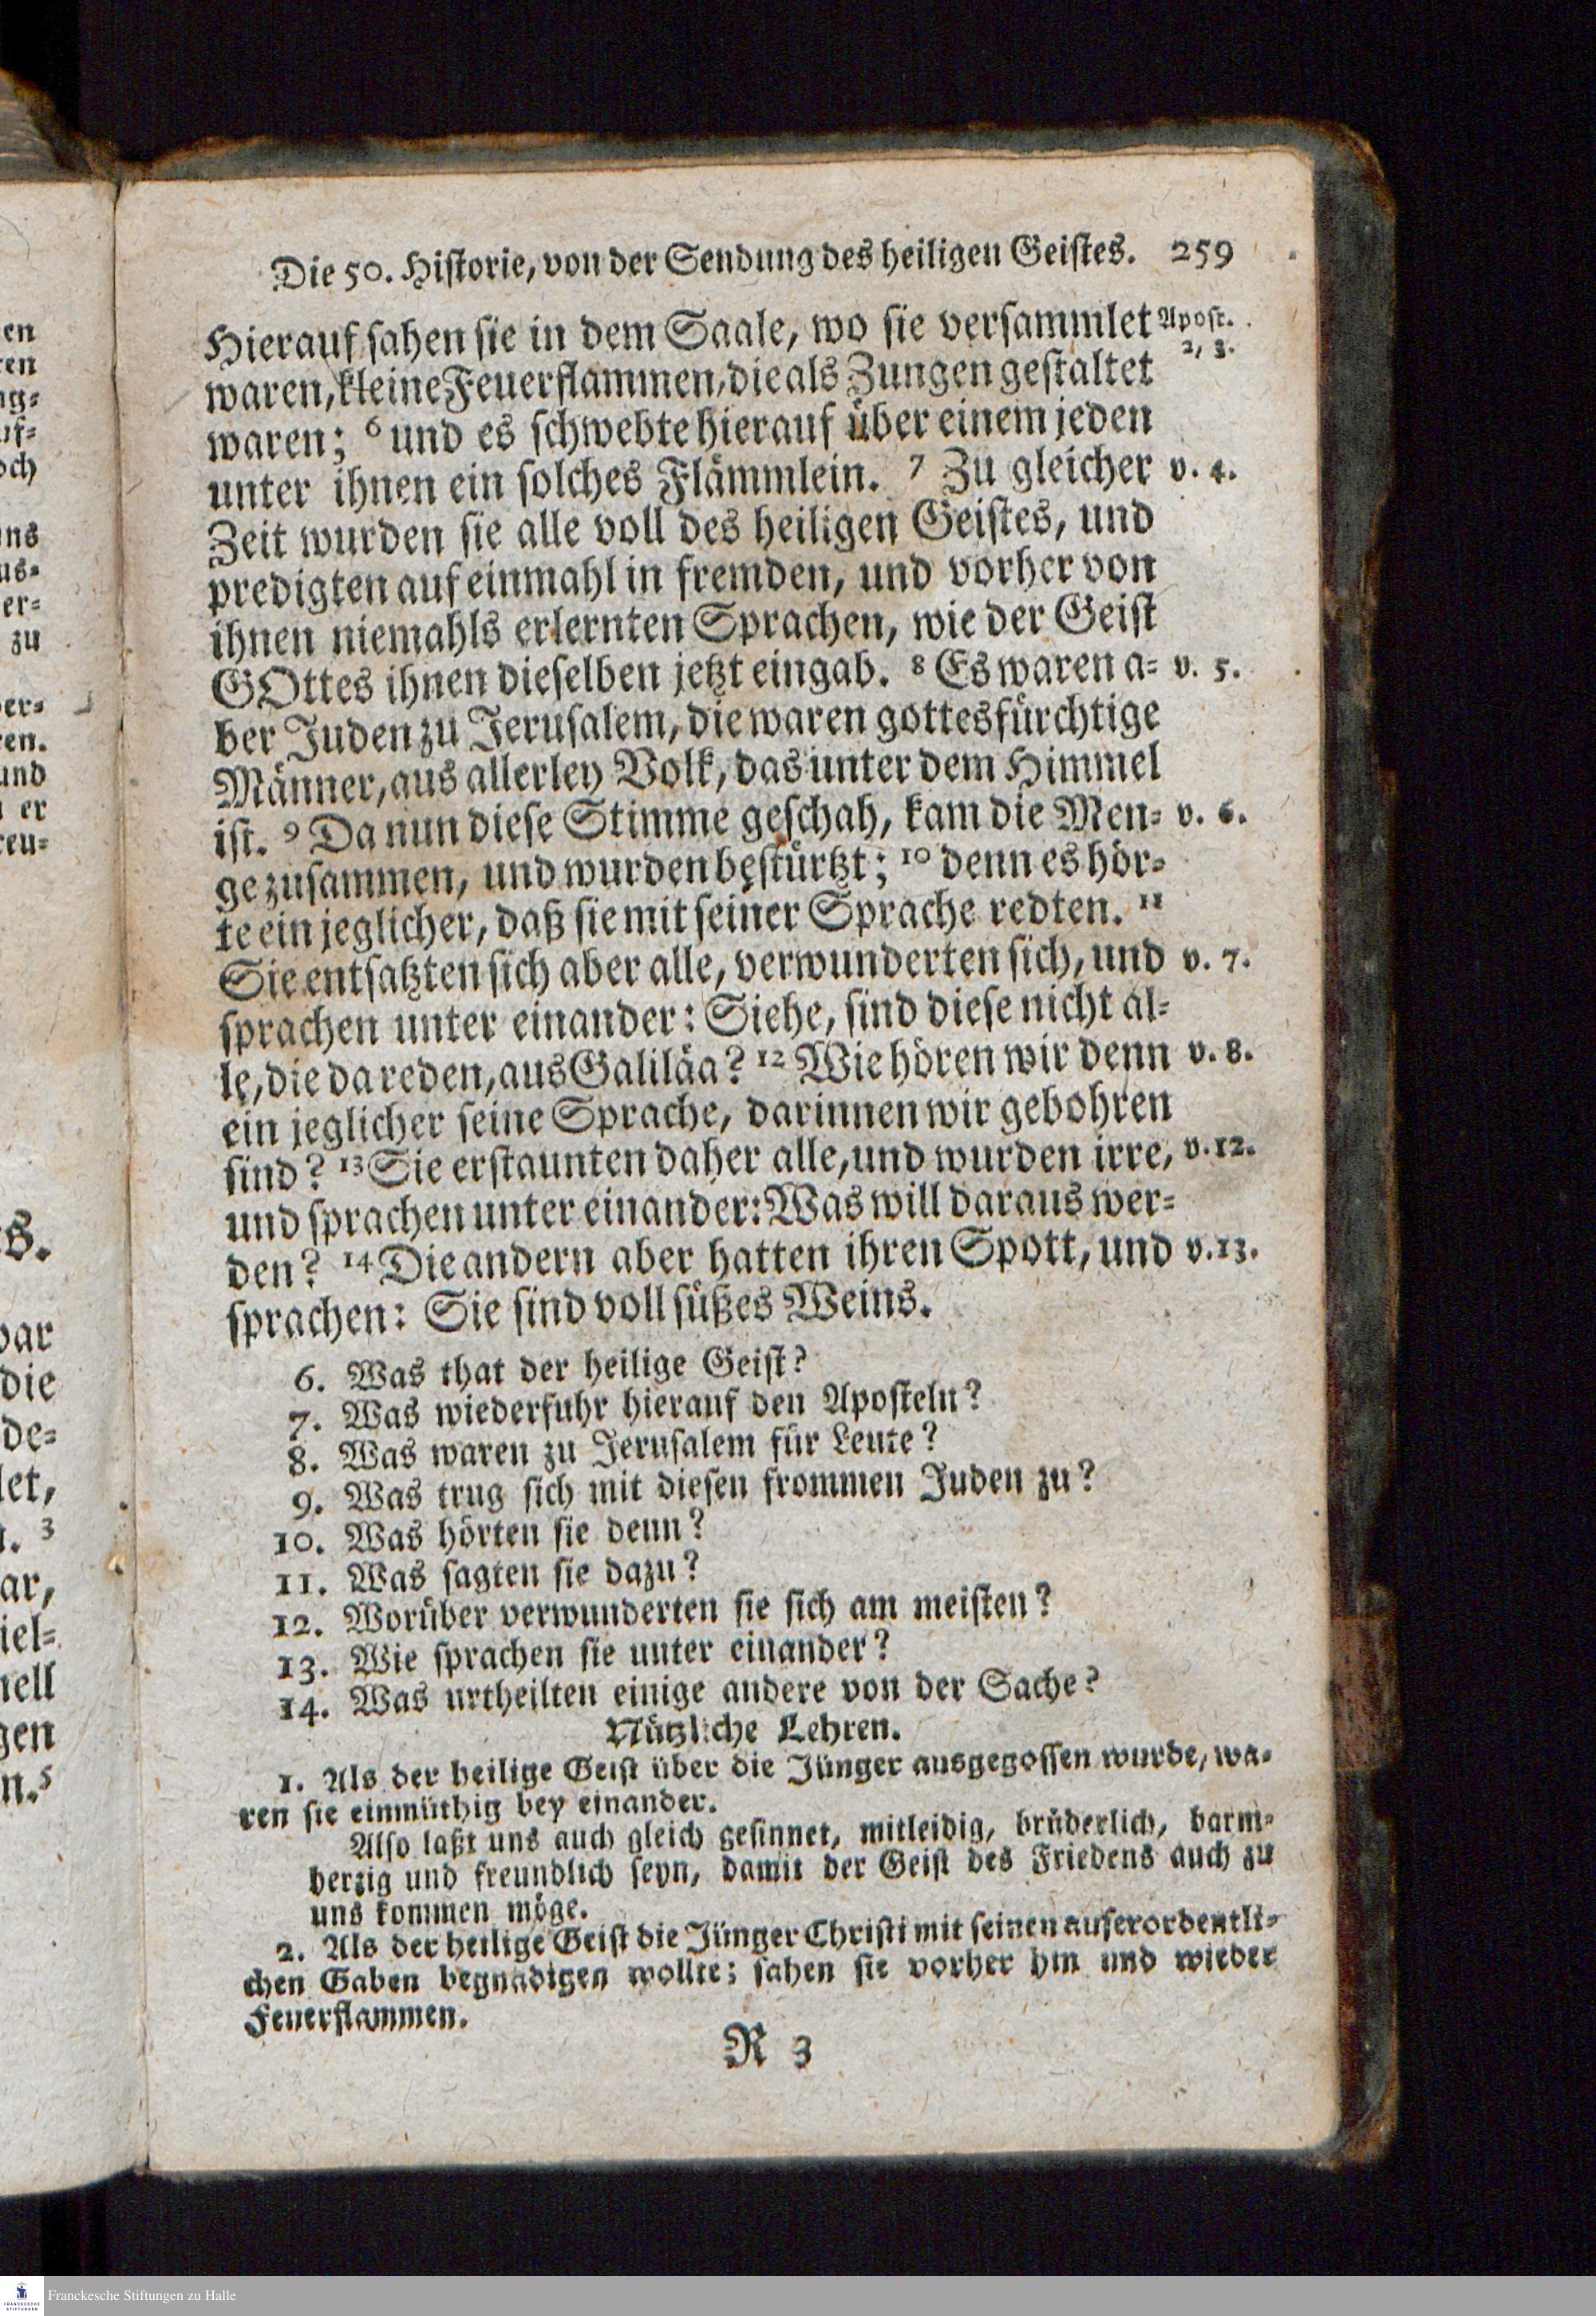 Die 50. Historie, von der Sendung des heiligen Geistes. 259
Hierauf sahen sie in dem Saale, wo sie versammlet Apost. 2, 3.
waren, kleine Feuerflammen, die als Zungen gestaltet
waren; 6 und es schwebte hierauf über einem jeden
unter ihnen ein solches Flämmlein. 7 Zu gleicher v. 4.
Zeit wurden sie alle voll des heiligen Geistes, und
predigten auf einmahl in fremden, und vorher von
ihnen niemahls erlernten Sprachen, wie der Geist
GOttes ihnen dieselben jetzt eingab. 8 Es waren a- v. 5.
ber Juden zu Jerusalem, die waren gottesfürchtige
Männer, aus allerley Volk, das unter dem Himmel
ist. 9 Da nun diese Stimme geschah, kam die Men- v. 6.
ge zusammen, und wurden bestürtzt; 10 denn es hör-
te ein jeglicher, daß sie mit seiner Sprache redten. 11
Sie entsatzten sich aber alle, verwunderten sich, und v. 7.
sprachen unter einander: Siehe, sind diese nicht al-
le, die da reden, aus Galiläa? 12 Wie hören wir denn v. 8.
ein jeglicher seine Sprache, darinnen wir gebohren
sind? 13 Sie erstaunten daher alle, und wurden irre, v. 12.
und sprachen unter einander: Was will daraus wer-
den? 14 Die andern aber hatten ihren Spott, und v. 13.
sprachen: Sie sind voll süßes Weins.
6. Was that der heilige Geist?
7. Was wiederfuhr hierauf den Aposteln?
8. Was waren zu Jerusalem für Leute?
9. Was trug sich mit diesen frommen Juden zu?
10. Was hörten sie denn?
11. Was sagten sie dazu?
12. Worüber verwunderten sie sich am meisten?
13. Wie sprachen sie unter einander?
14. Was urtheilten einige andere von der Sache?
Nützliche Lehren.
1. Als der heilige Geist über die Jünger ausgegossen wurde, wa-
ren sie einmüthig bey einander.
Also laßt uns auch gleich gesinnet, mitleidig, brüderlich, barm-
herzig und freundlich seyn, damit der Geist des Friedens auch zu
uns kommen möge.
2. Als der heilige Geist die Jünger Christi mit seinen auserordentli-
chen Gaben begnadigen wollte; sahen sie vorher hin und wieder
Feuerflammen.
R 3
Franckesche Stiftungen zu Halle